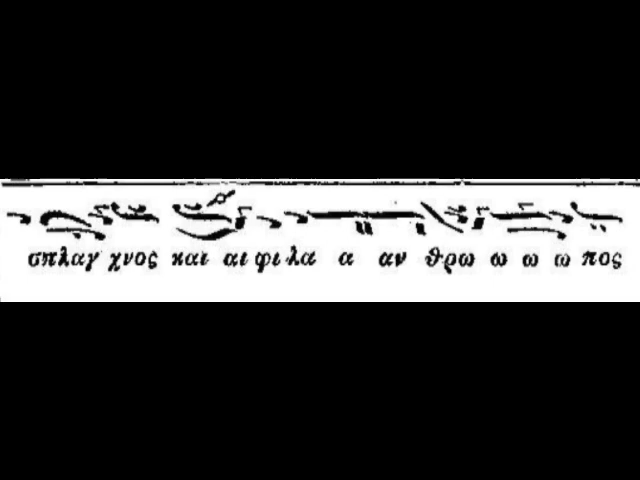 σπλαγ χνος και αι φι λα α αν θρω ω ω ω πος